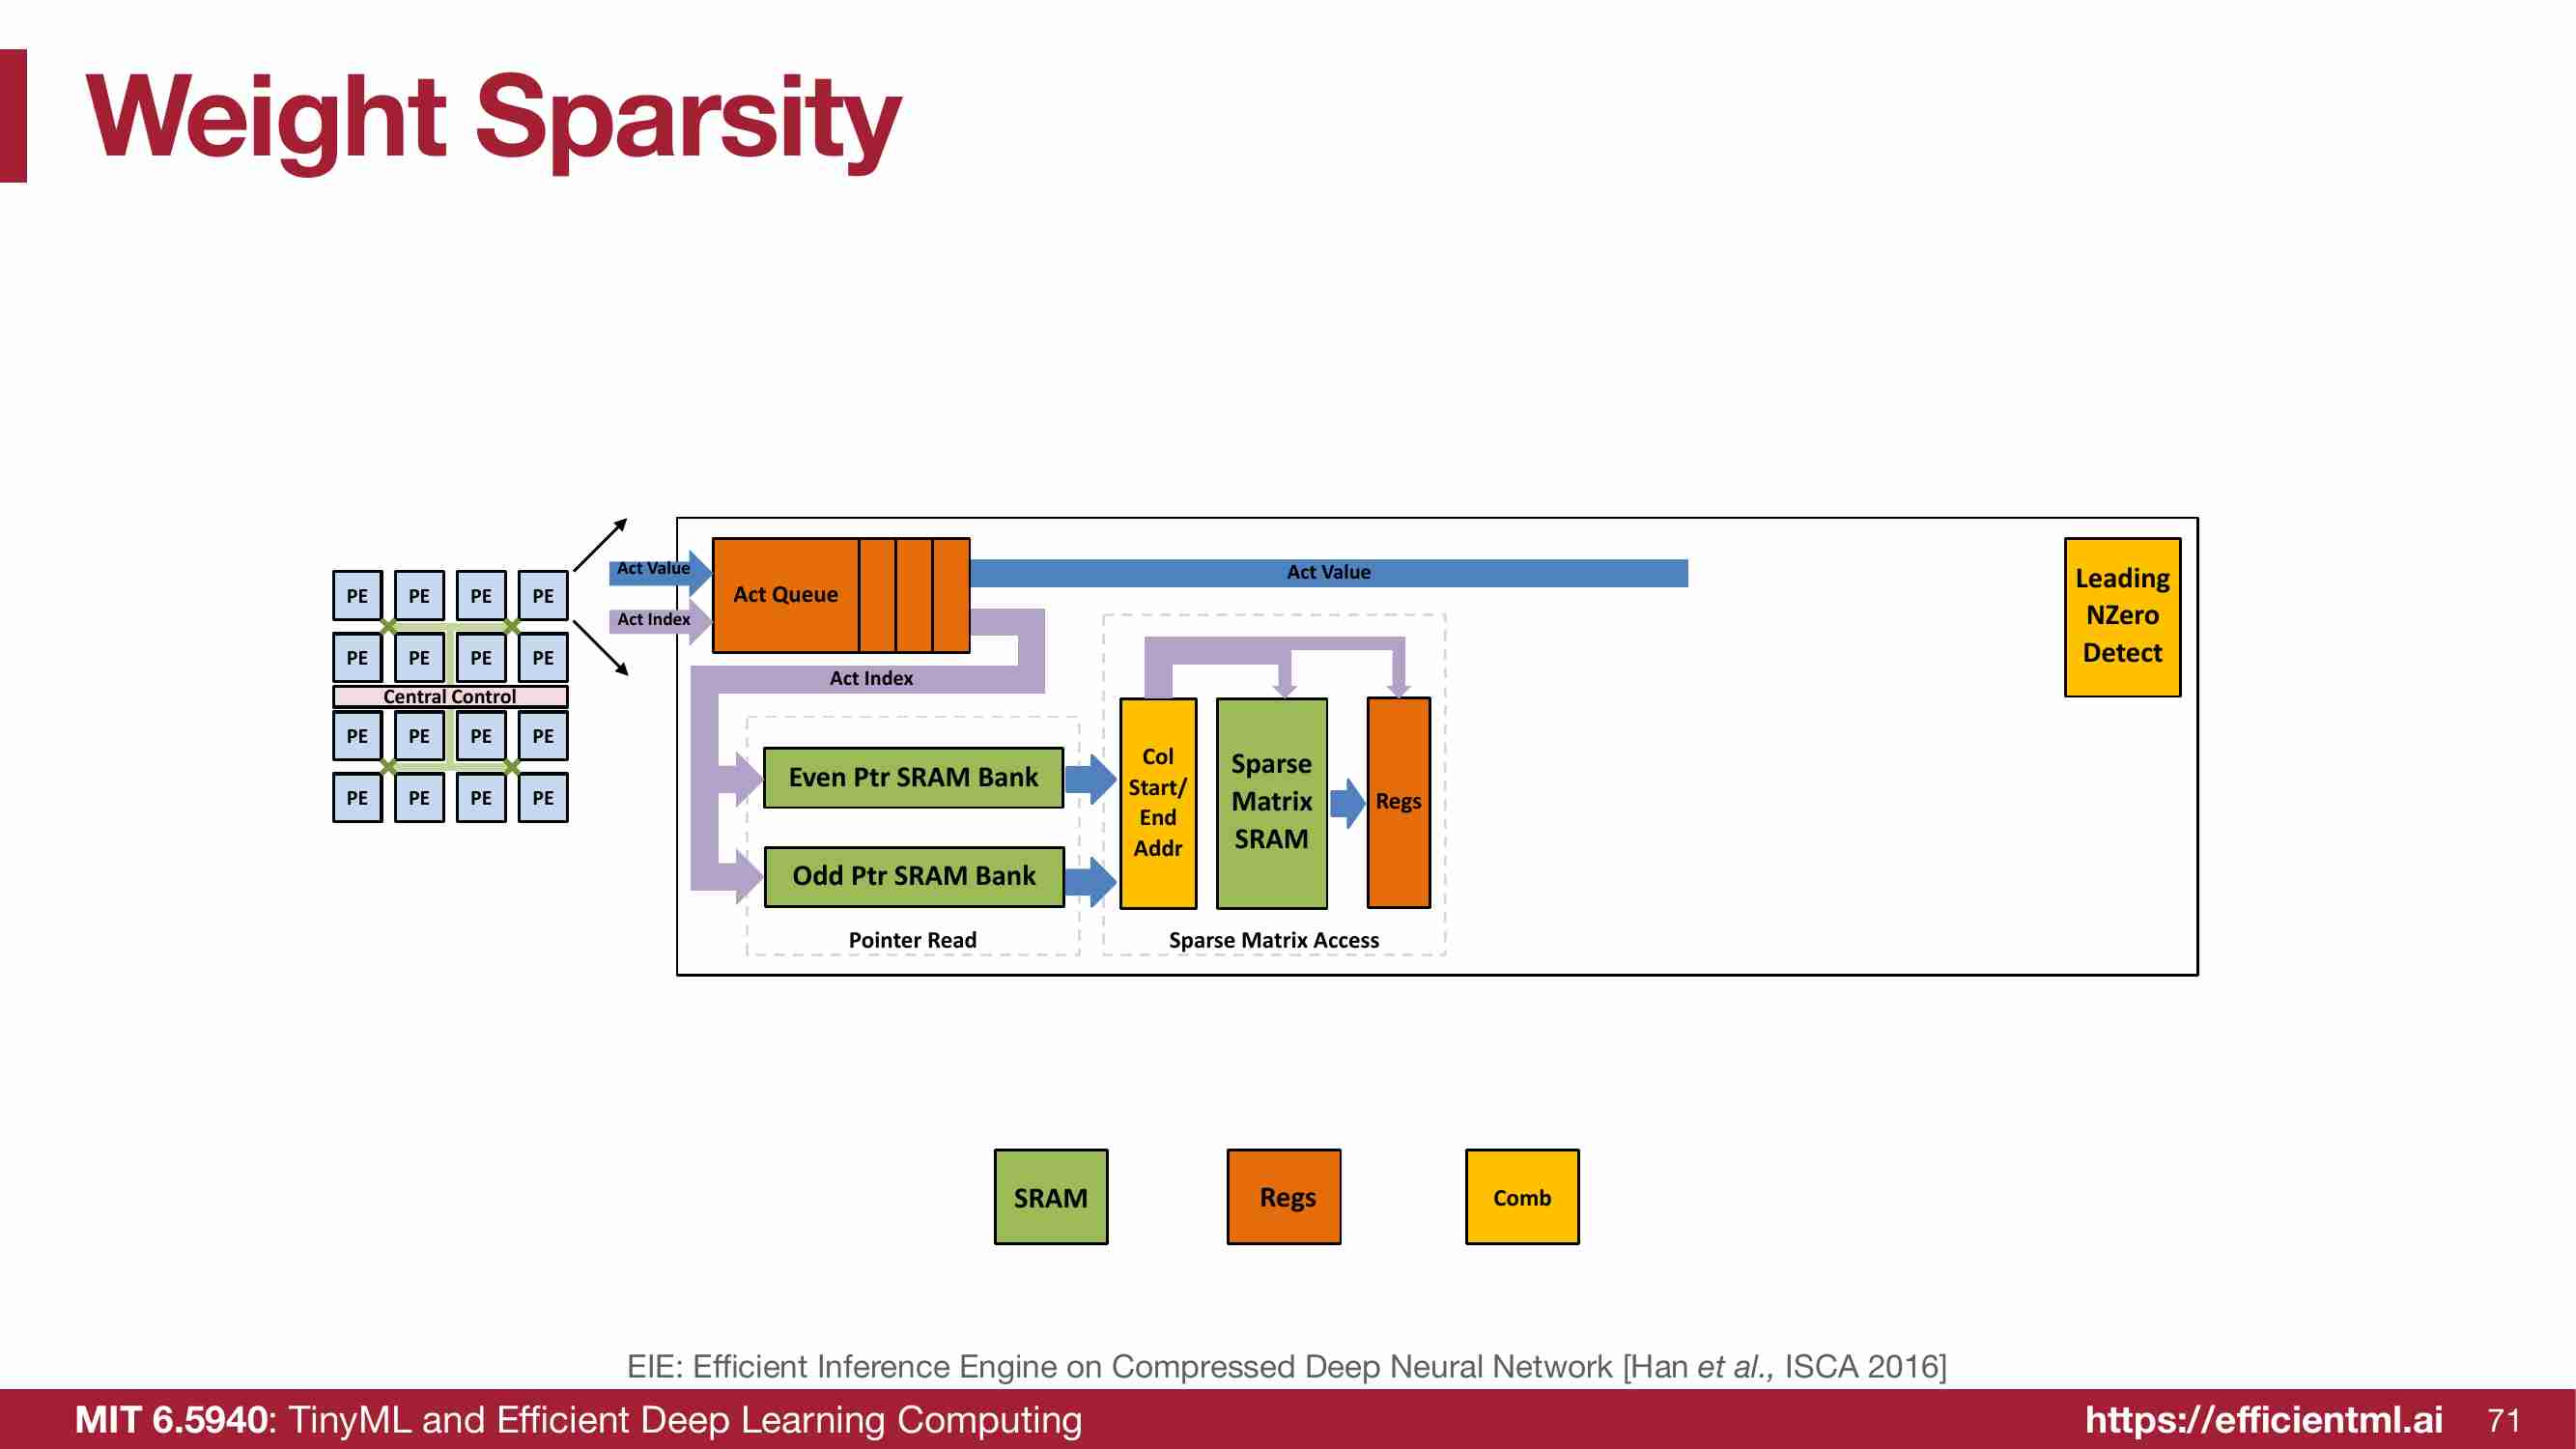 Weight Sparsity
PE PE PE PE
PE PE PE PE
Central Control
PE PE PE PE
PE PE PE PE
Act Value
Act Index
Act Queue
Act Value
Act Index
Even Ptr SRAM Bank
Odd Ptr SRAM Bank
Pointer Read
Col
Start/
End
Addr
Sparse
Matrix
SRAM
Regs
Sparse Matrix Access
Leading
NZero
Detect
SRAM
Regs
Comb
EIE: Efficient Inference Engine on Compressed Deep Neural Network [Han et al., ISCA 2016]
MIT 6.5940: TinyML and Efficient Deep Learning Computing
https://efficientml.ai 71